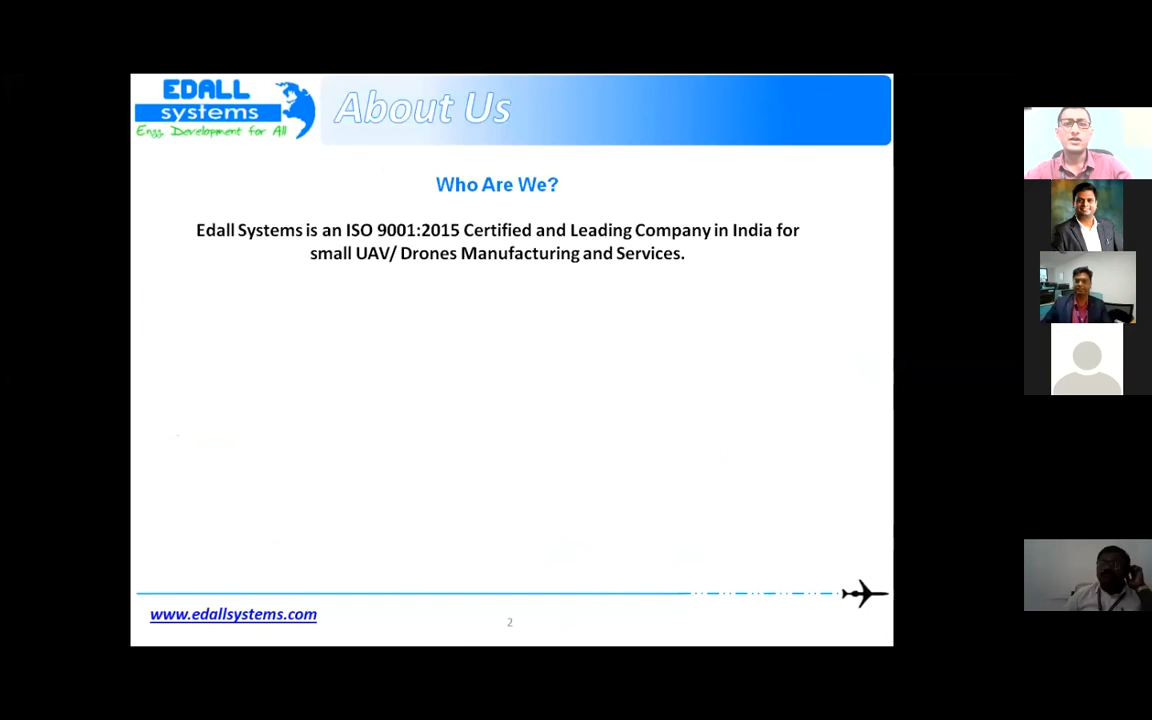 EDALL
systems
Engg. Development for All
About Us
Who Are We?
Edall Systems is an ISO 9001:2015 Certified and Leading Company in India for
small UAV/ Drones Manufacturing and Services.
www.edallsystems.com
2